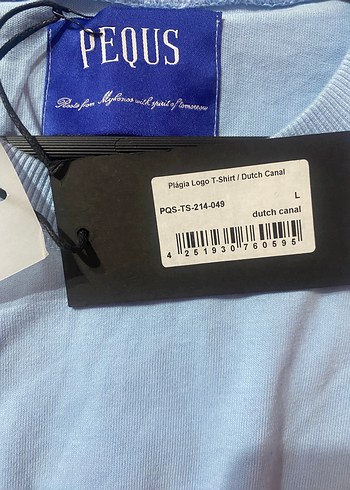 PEQUS
Roots from Mykonos with spirit of tomorrow
Plágia Logo T-Shirt / Dutch Canal
L
PQS-TS-214-049
dutch canal
4 251930 760595